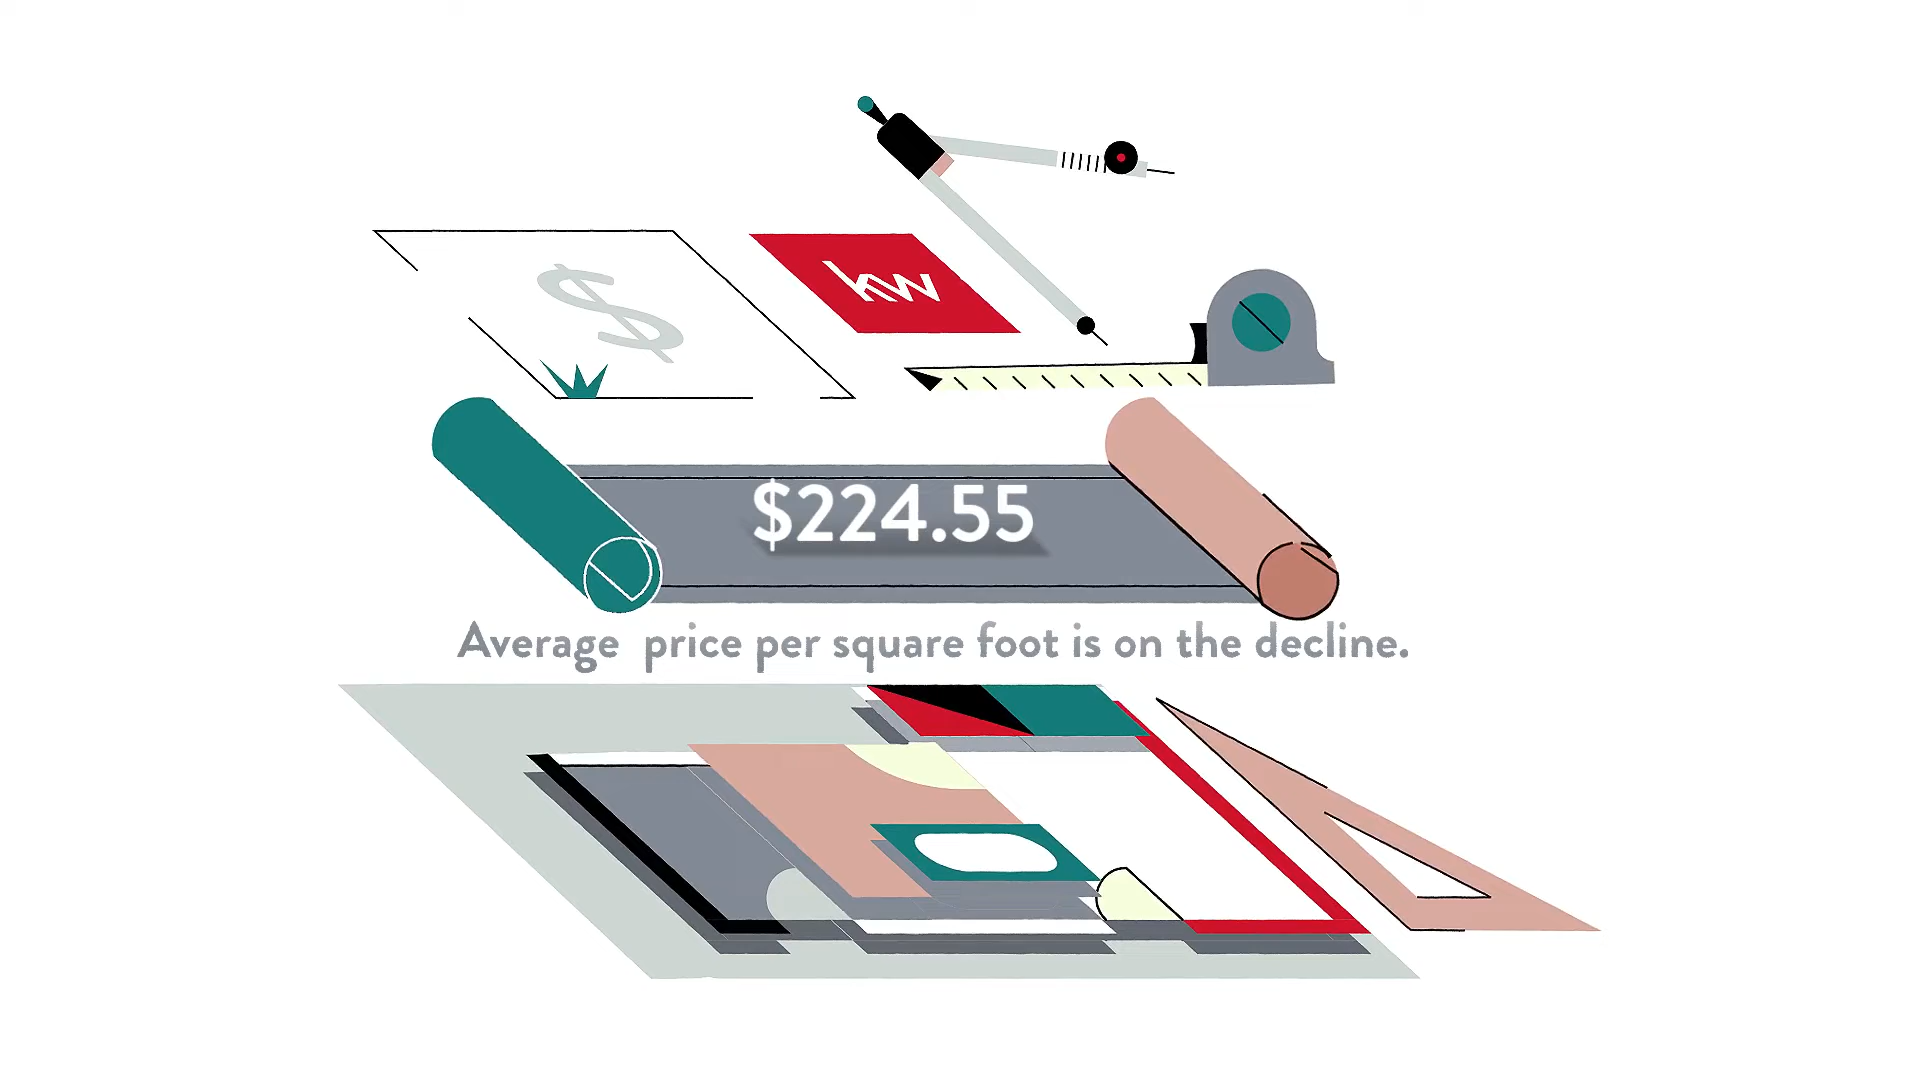 $
kw
$224.55
Average price per square foot is on the decline.